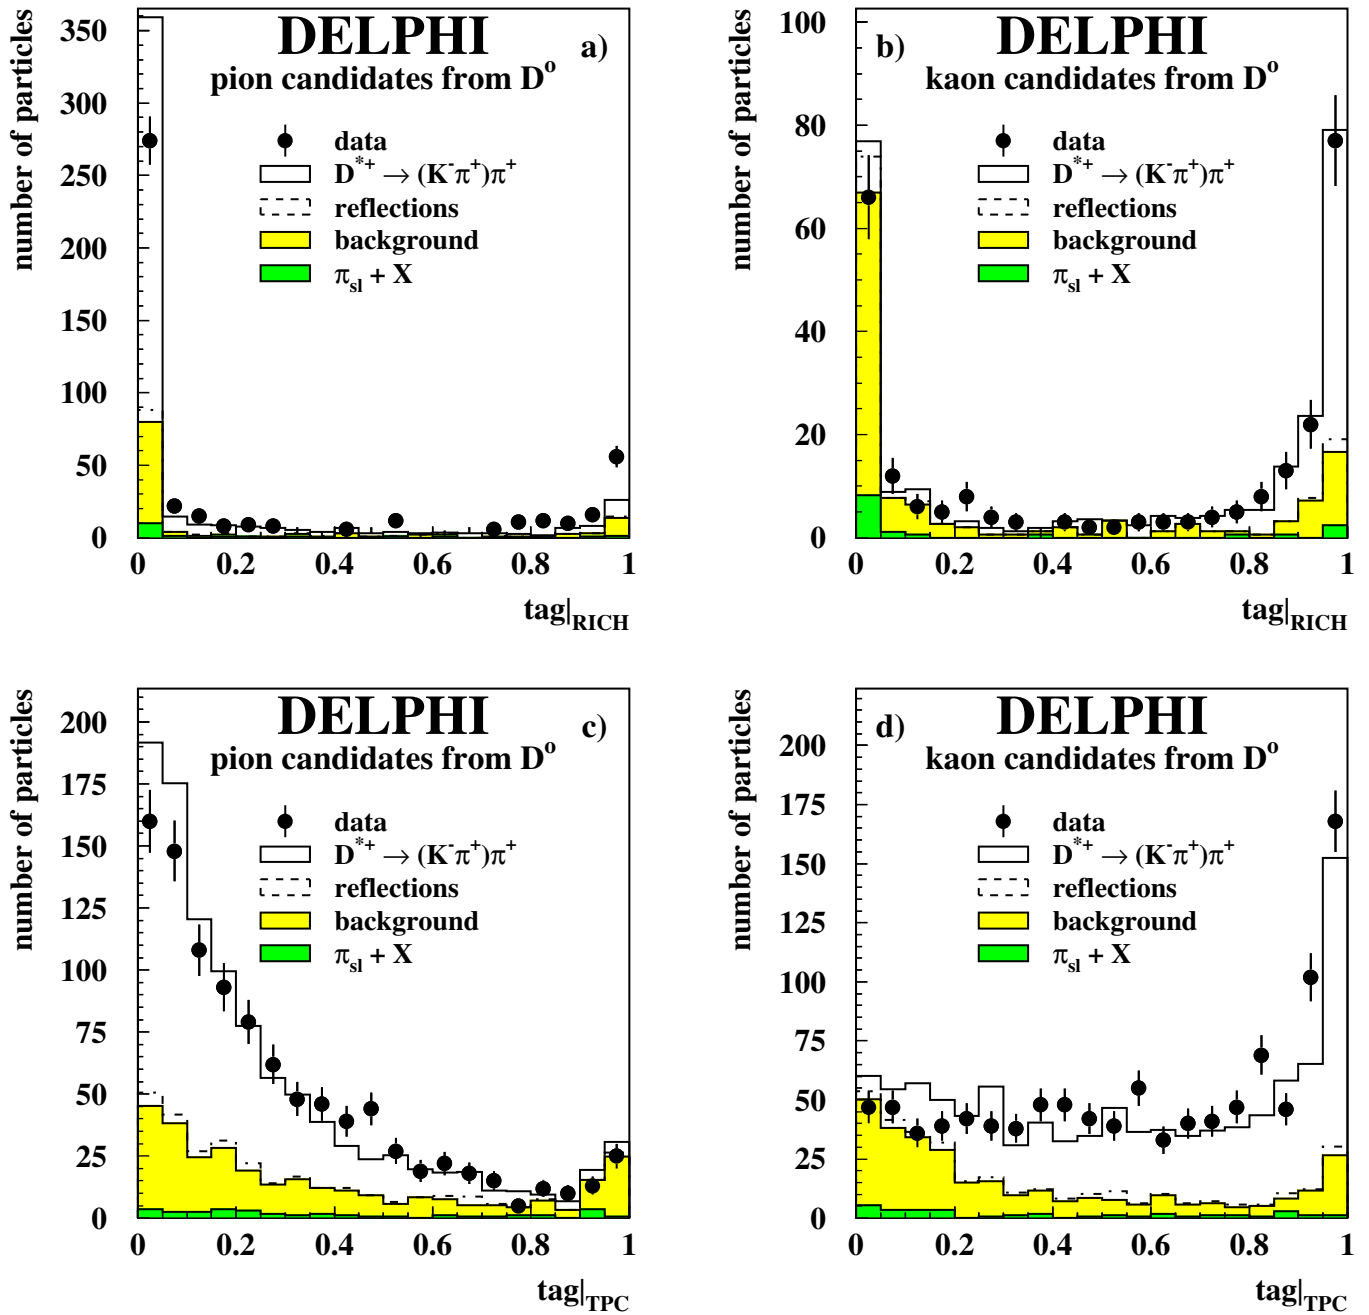 DELPHI
a)
pion candidates from D⁰
number of particles
data
D*+ → (K-π+)π+
reflections
background
πsl + X
350
300
250
200
150
100
50
0
0 0.2 0.4 0.6 0.8 1
tag|RICH
DELPHI
b)
kaon candidates from D⁰
number of particles
data
D*+ → (K-π+)π+
reflections
background
πsl + X
100
80
60
40
20
0
0 0.2 0.4 0.6 0.8 1
tag|RICH
DELPHI
c)
pion candidates from D⁰
number of particles
data
D*+ → (K-π+)π+
reflections
background
πsl + X
200
175
150
125
100
75
50
25
0
0 0.2 0.4 0.6 0.8 1
tag|TPC
DELPHI
d)
kaon candidates from D⁰
number of particles
data
D*+ → (K-π+)π+
reflections
background
πsl + X
200
175
150
125
100
75
50
25
0
0 0.2 0.4 0.6 0.8 1
tag|TPC